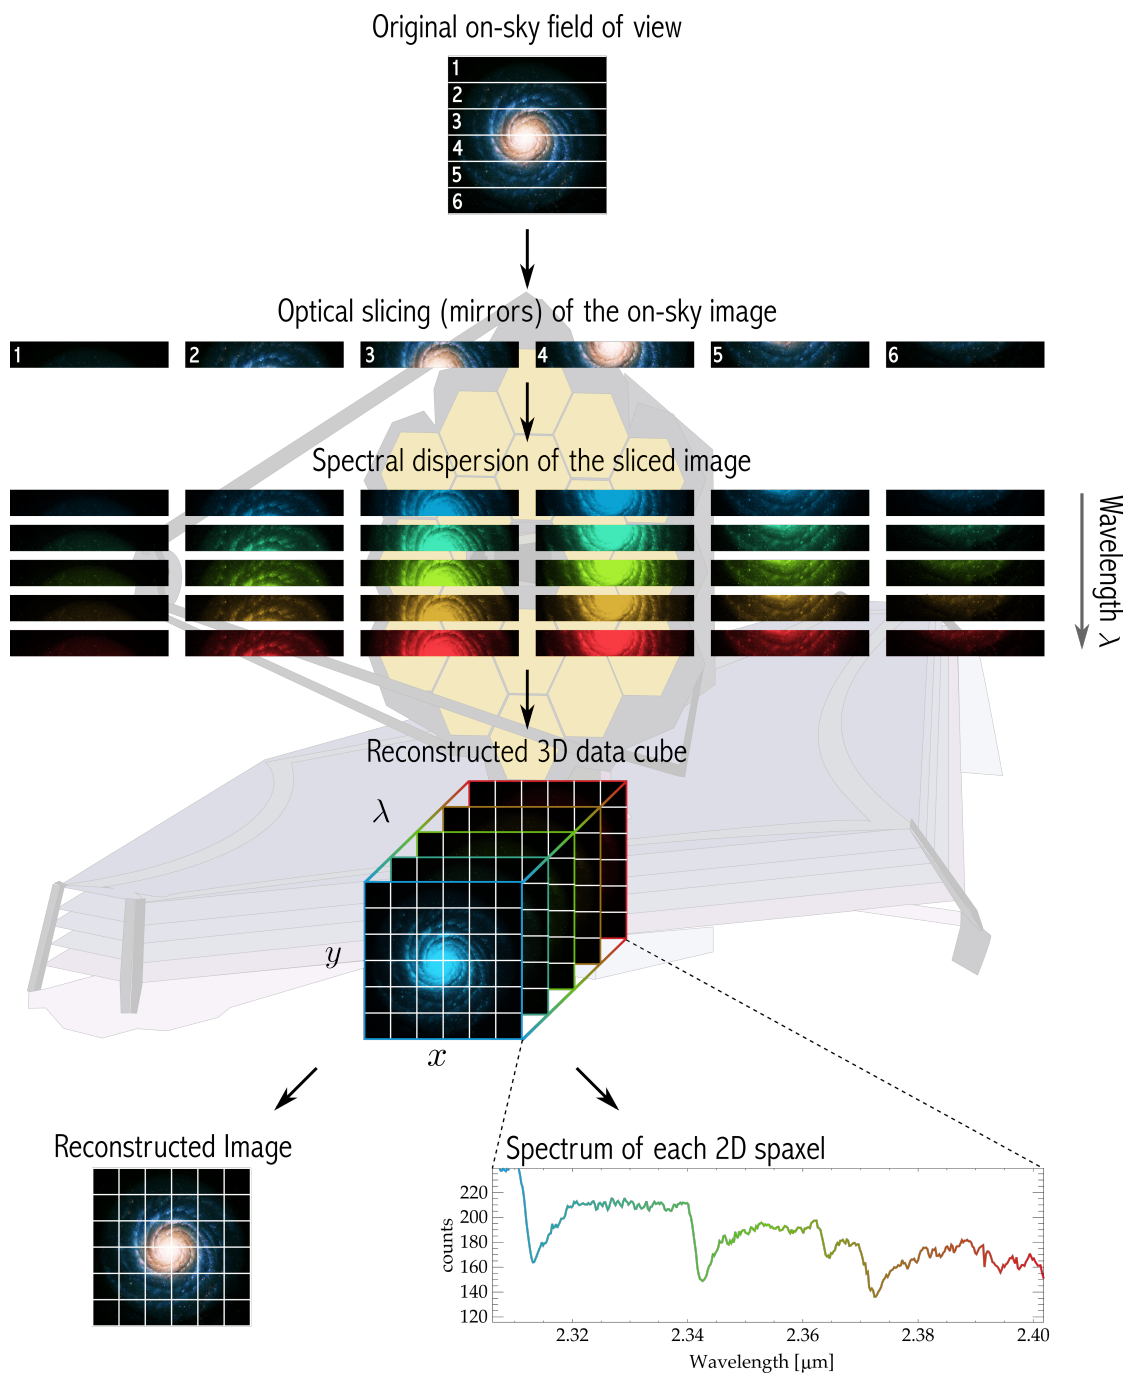 Original on-sky field of view
1
2
3
4
5
6
Optical slicing (mirrors) of the on-sky image
1 2 3 4 5 6
Spectral dispersion of the sliced image
Wavelength λ
Reconstructed 3D data cube
λ
y
x
Reconstructed Image
Spectrum of each 2D spaxel
220
200
180
160
140
120
counts
2.32 2.34 2.36 2.38 2.40
Wavelength [μm]